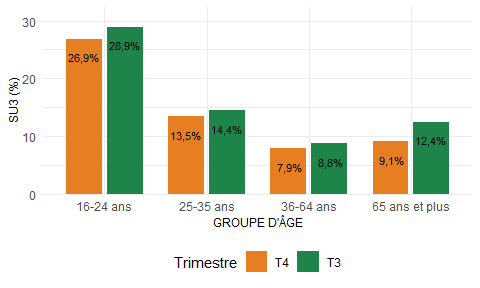 SU3 (%)
30
20
10
0
26,9%
28,9%
13,5%
14,4%
7,9%
8,8%
9,1%
12,4%
16-24 ans
25-35 ans
36-64 ans
65 ans et plus
GROUPE D'ÂGE
Trimestre
T4
T3